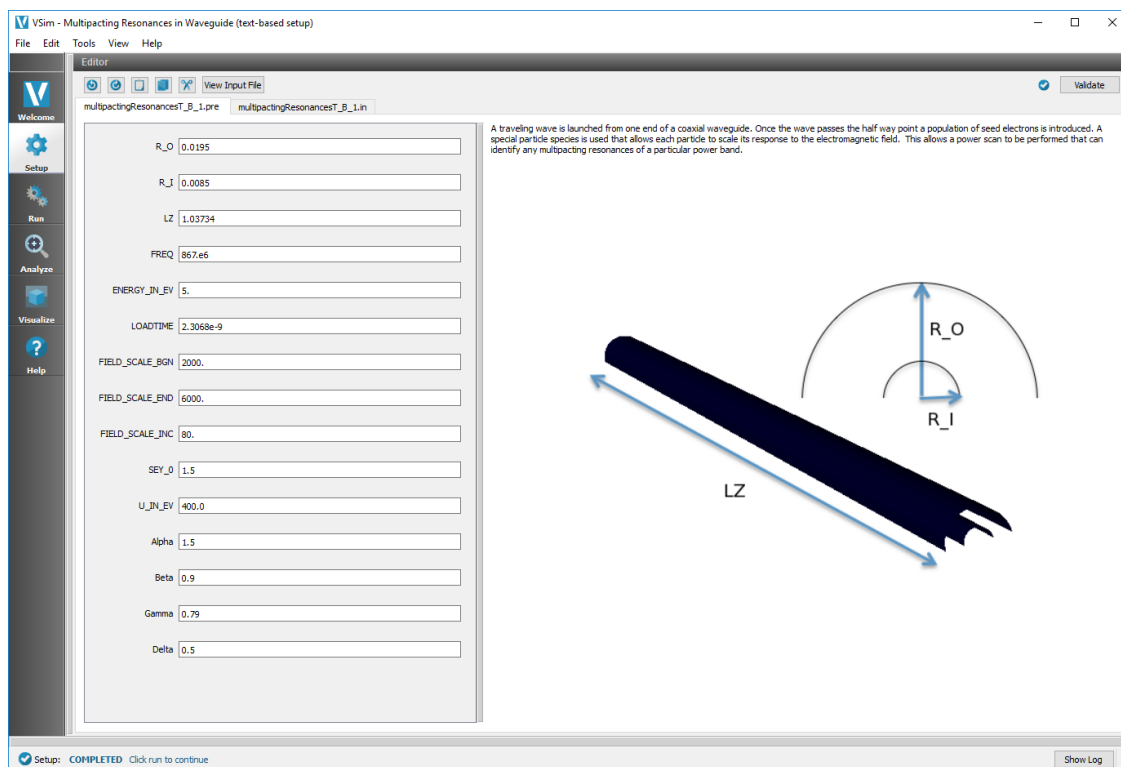 VSim - Multipacting Resonances in Waveguide (text-based setup)
File Edit Tools View Help
Editor
View Input File
Validate
multipactingResonancesT_B_1.pre
multipactingResonancesT_B_1.in
Welcome
Setup
Run
Analyze
Visualize
Help
R_O 0.0195
R_I 0.0085
LZ 1.03734
FREQ 867.e6
ENERGY_IN_EV 5.
LOADTIME 2.3068e-9
FIELD_SCALE_BGN 2000.
FIELD_SCALE_END 6000.
FIELD_SCALE_INC 80.
SEY_0 1.5
U_IN_EV 400.0
Alpha 1.5
Beta 0.9
Gamma 0.79
Delta 0.5
A traveling wave is launched from one end of a coaxial waveguide. Once the wave passes the half way point a population of seed electrons is introduced. A
special particle species is used that allows each particle to scale its response to the electromagnetic field. This allows a power scan to be performed that can
identify any multipacting resonances of a particular power band.
R_O
R_I
LZ
Setup: COMPLETED Click run to continue
Show Log